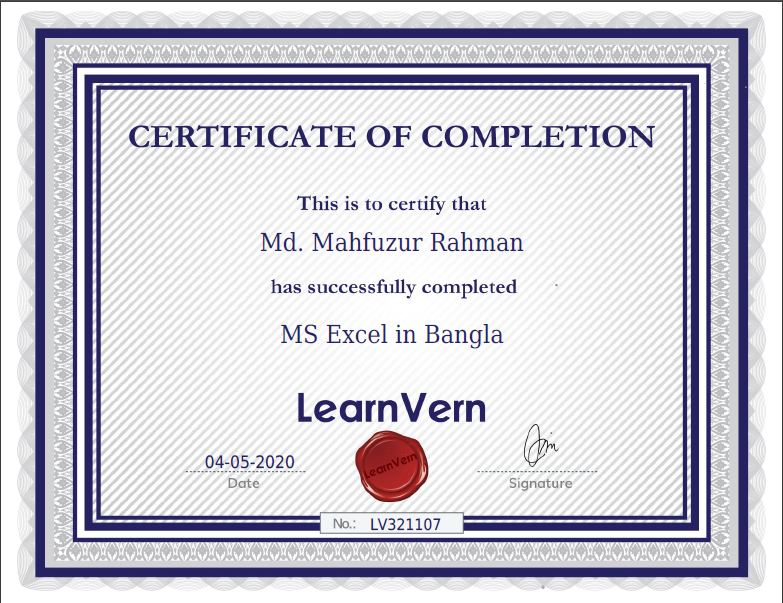 CERTIFICATE OF COMPLETION
This is to certify that
Md. Mahfuzur Rahman
has successfully completed
MS Excel in Bangla
LearnVern
LearnVern
04-05-2020
Date
Signature
No.: LV321107